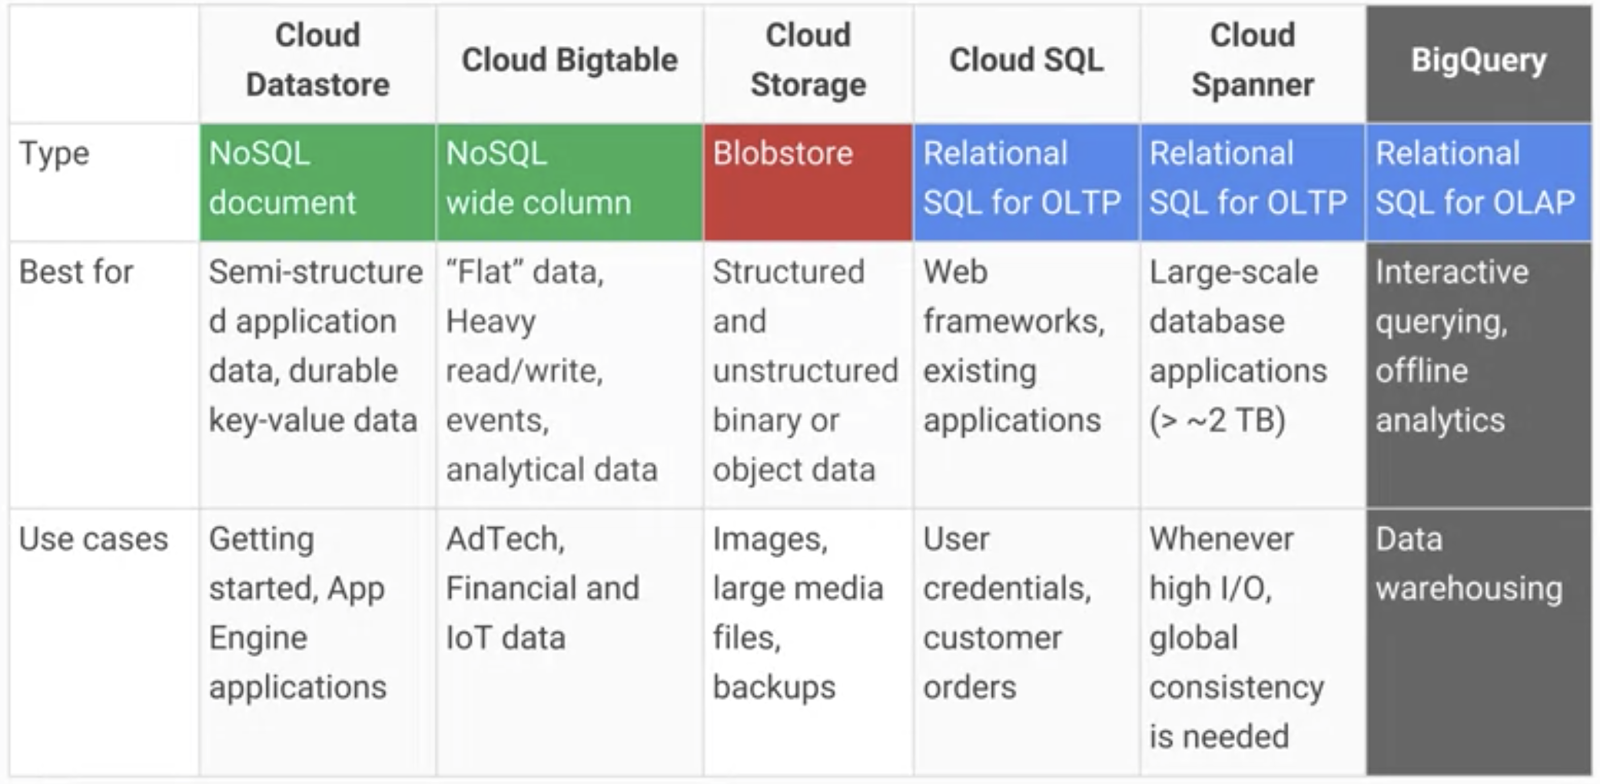 Cloud
Datastore
Cloud Bigtable
Cloud
Storage
Cloud SQL
Cloud
Spanner
BigQuery
Type
NoSQL
document
NoSQL
wide column
Blobstore
Relational
SQL for OLTP
Relational
SQL for OLTP
Relational
SQL for OLAP
Best for
Semi-structure
d application
data, durable
key-value data
“Flat” data,
Heavy
read/write,
events,
analytical data
Structured
and
unstructured
binary or
object data
Web
frameworks,
existing
applications
Large-scale
database
applications
(> ~2 TB)
Interactive
querying,
offline
analytics
Use cases
Getting
started, App
Engine
applications
AdTech,
Financial and
IoT data
Images,
large media
files,
backups
User
credentials,
customer
orders
Whenever
high I/O,
global
consistency
is needed
Data
warehousing